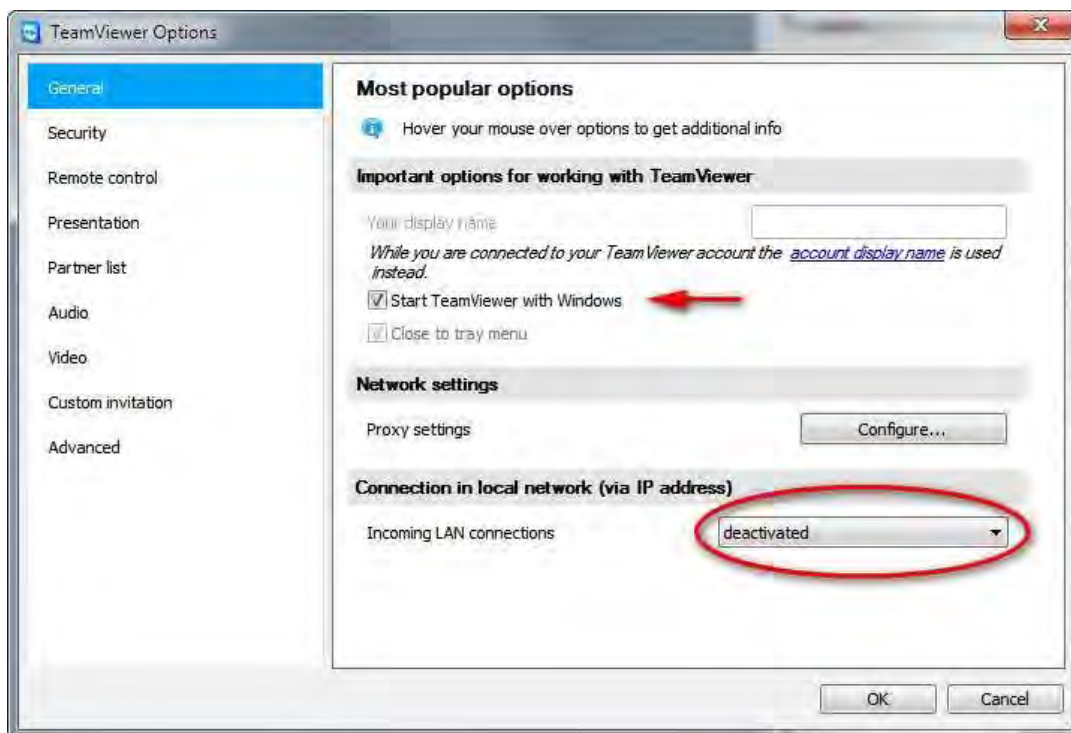 TeamViewer Options
General
Security
Remote control
Presentation
Partner list
Audio
Video
Custom invitation
Advanced
Most popular options
Hover your mouse over options to get additional info
Important options for working with TeamViewer
Your display name
While you are connected to your TeamViewer account the account display name is used
instead.
Start TeamViewer with Windows
Close to tray menu
Network settings
Proxy settings
Configure...
Connection in local network (via IP address)
Incoming LAN connections
deactivated
OK
Cancel